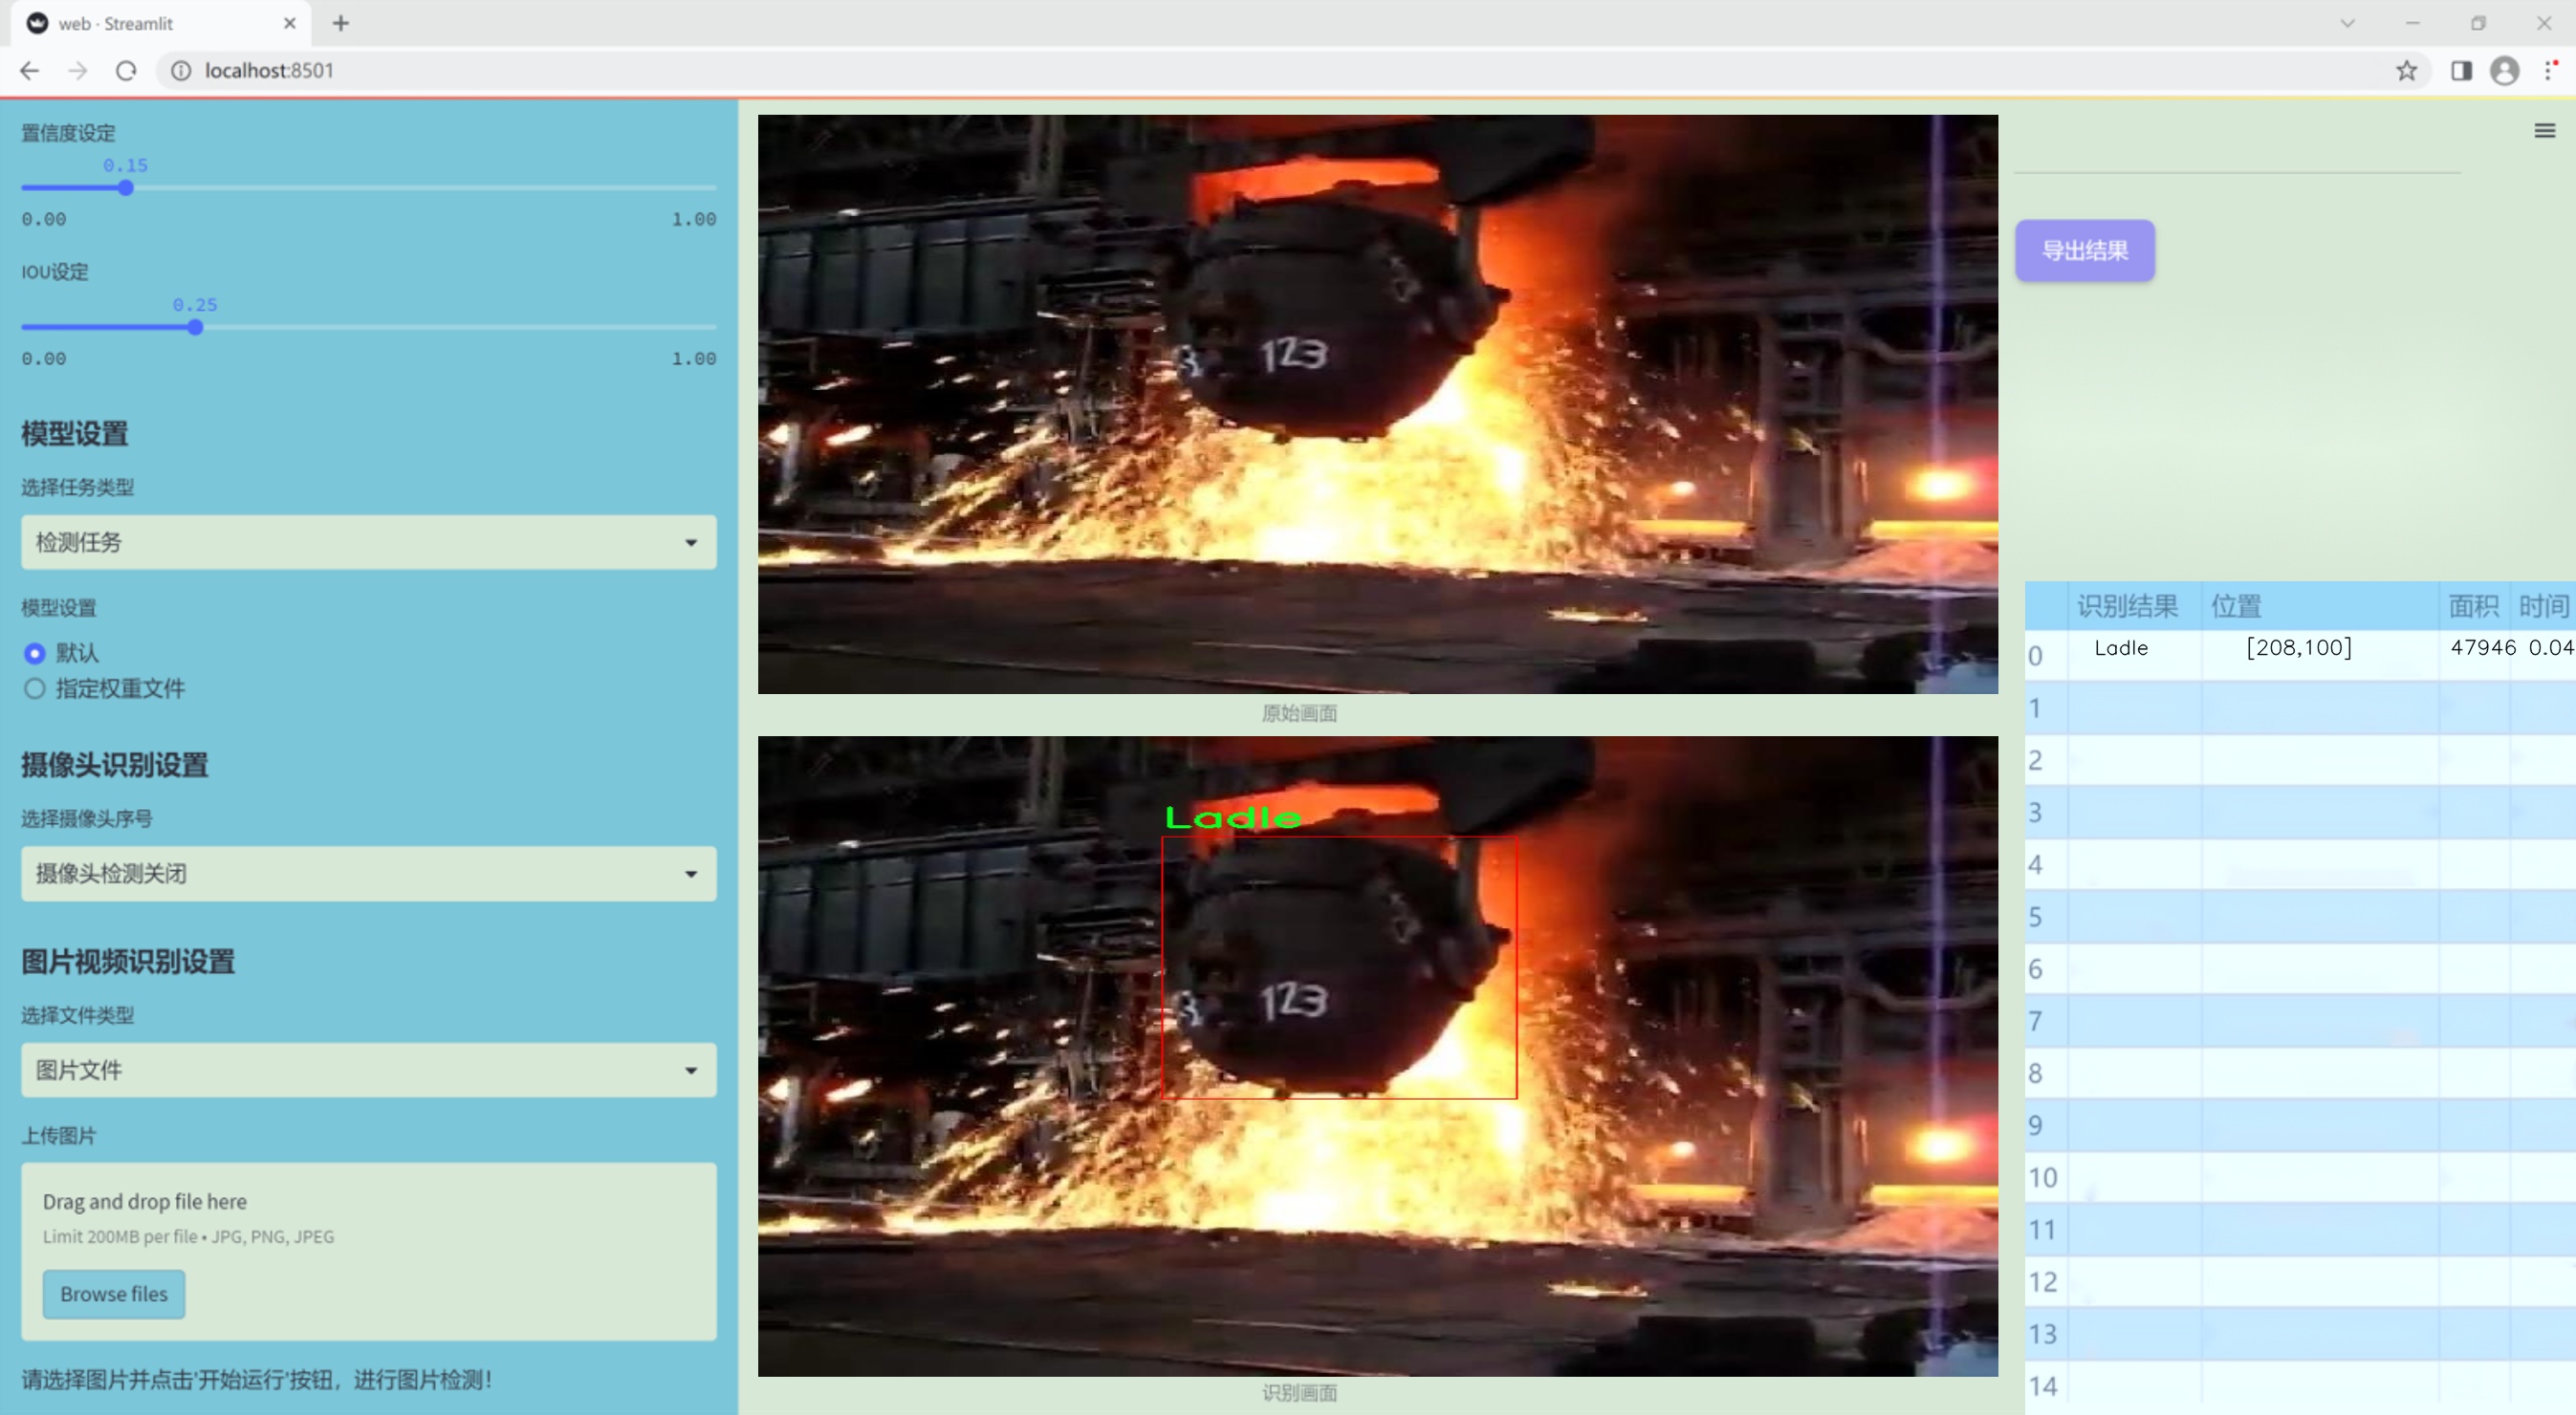 web · Streamlit
localhost:8501
置信度设定
0.15
0.00 1.00
IOU设定
0.25
0.00 1.00
模型设置
选择任务类型
检测任务
模型设置
默认
指定权重文件
摄像头识别设置
选择摄像头序号
摄像头检测关闭
图片视频识别设置
选择文件类型
图片文件
上传图片
Drag and drop file here
Limit 200MB per file • JPG, PNG, JPEG
Browse files
请选择图片并点击'开始运行'按钮，进行图片检测！
123
原始画面
Ladle
123
识别画面
导出结果
识别结果 位置 面积 时间
0 Ladle [208,100] 47946 0.04
1
2
3
4
5
6
7
8
9
10
11
12
13
14